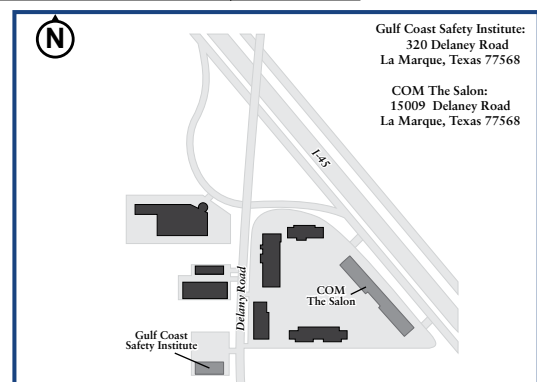 N
Gulf Coast Safety Institute:
320 Delaney Road
La Marque, Texas 77568
COM The Salon:
15009 Delaney Road
La Marque, Texas 77568
I-45
Delany Road
COM
The Salon
Gulf Coast
Safety Institute